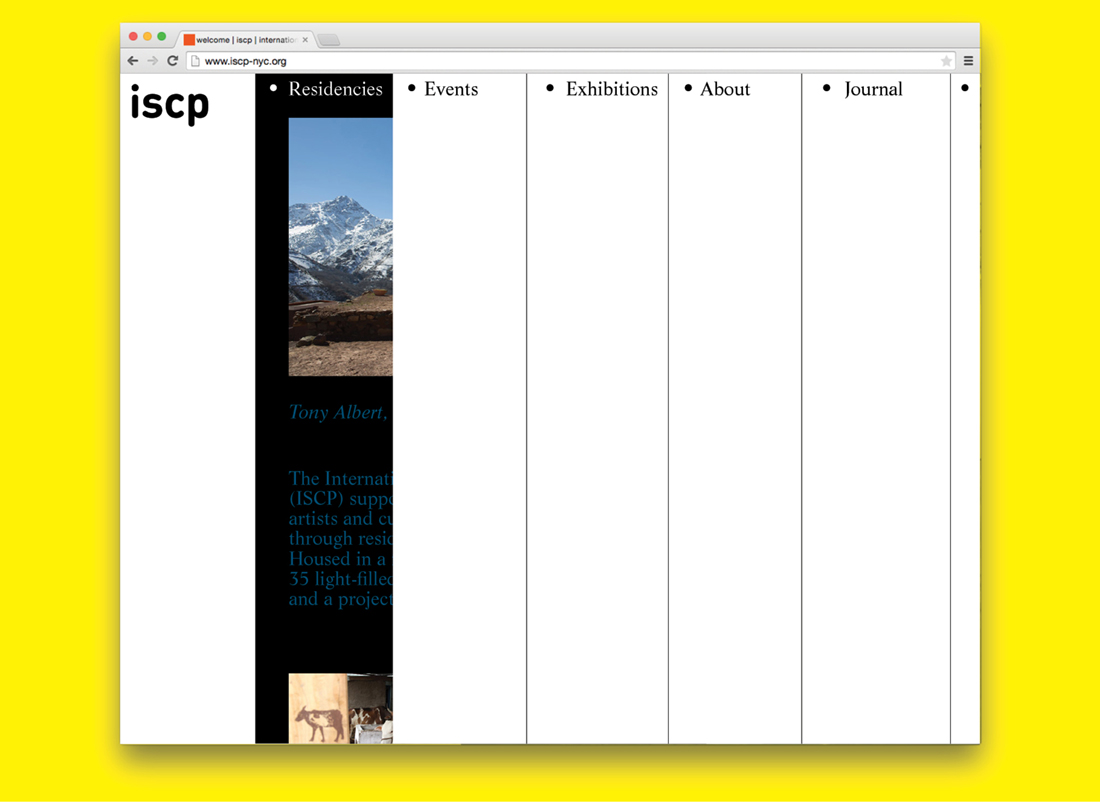 welcome | iscp | internatio
www.iscp-nyc.org
iscp
• Residencies
• Events
• Exhibitions
• About
• Journal
•
Tony Albert,
The Internati
(ISCP) suppo
artists and cu
through resid
Housed in a
35 light-filled
and a project